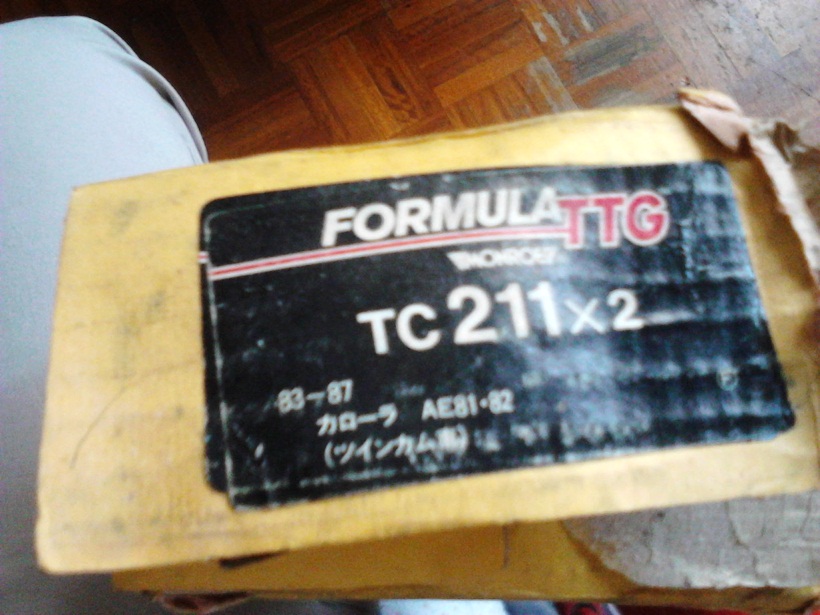 FORMULA TTG
MONROE
TC 211×2
83-87
カローラ AE81・82
(ツインカム車)